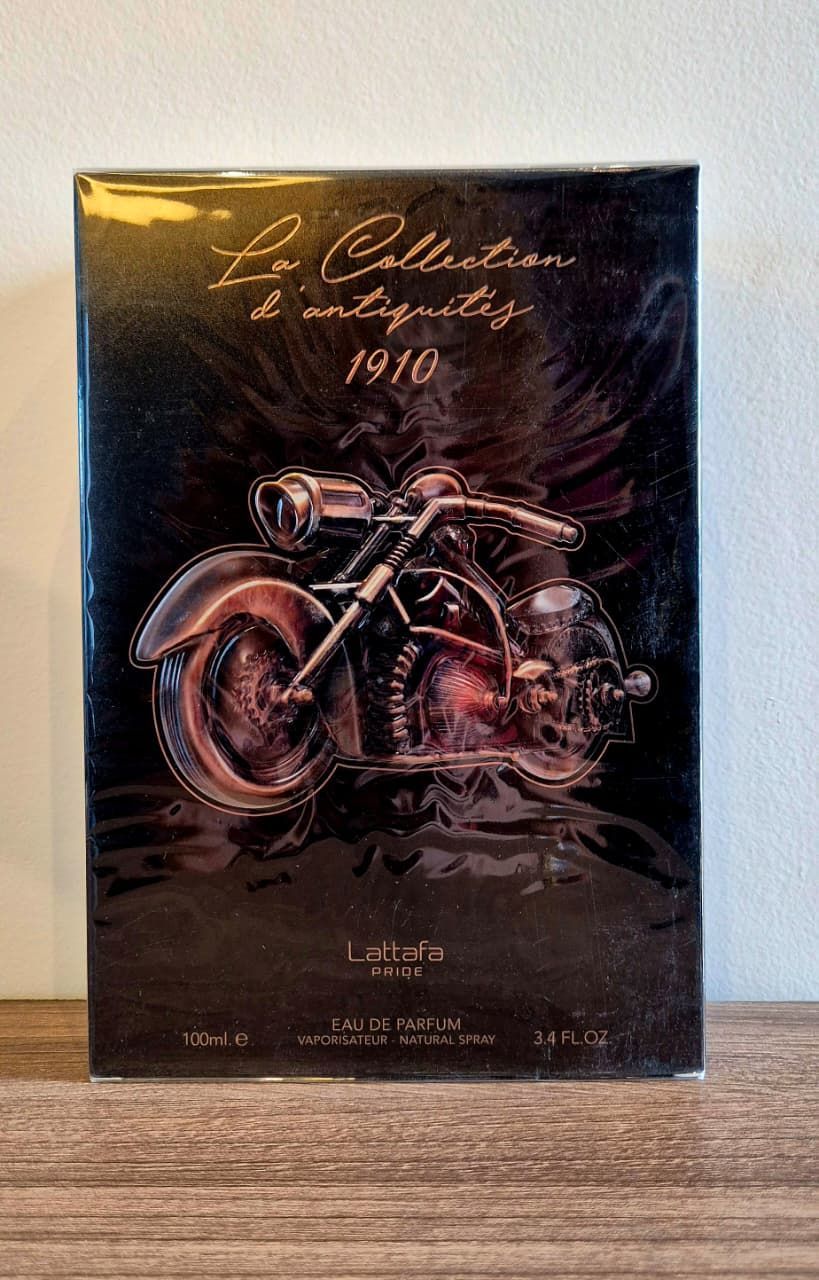 La Collection
d'antiquités
1910
Lattafa
PRIDE
EAU DE PARFUM
100ml. e VAPORISATEUR - NATURAL SPRAY 3.4 FL.OZ